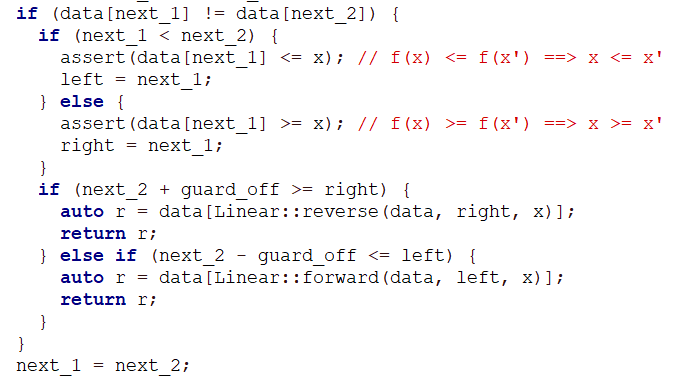 if (data[next_1] != data[next_2]) {
  if (next_1 < next_2) {
    assert(data[next_1] <= x); // f(x) <= f(x') ==> x <= x'
    left = next_1;
  } else {
    assert(data[next_1] >= x); // f(x) >= f(x') ==> x >= x'
    right = next_1;
  }
  if (next_2 + guard_off >= right) {
    auto r = data[Linear::reverse(data, right, x)];
    return r;
  } else if (next_2 - guard_off <= left) {
    auto r = data[Linear::forward(data, left, x)];
    return r;
  }
}
next_1 = next_2;